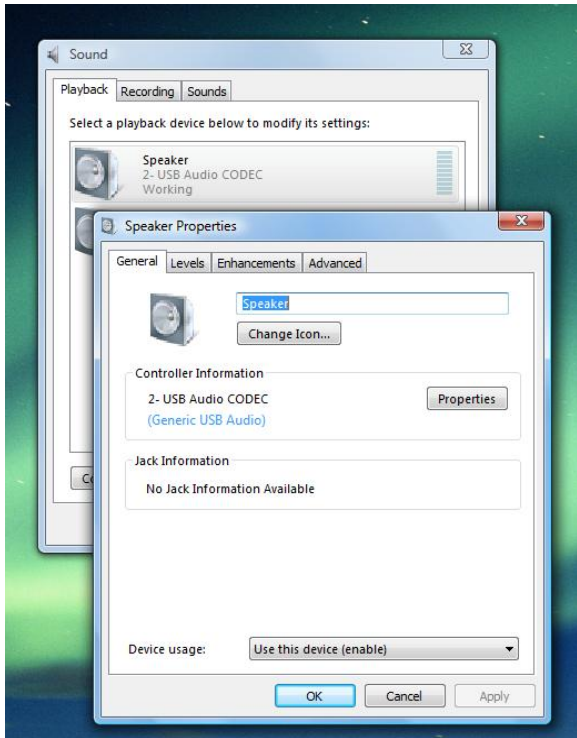 Sound
Playback Recording Sounds
Select a playback device below to modify its settings:
Speaker
2- USB Audio CODEC
Working
Speaker Properties
General Levels Enhancements Advanced
Speaker
Change Icon...
Controller Information
2- USB Audio CODEC
Properties
(Generic USB Audio)
Jack Information
No Jack Information Available
Device usage: Use this device (enable)
OK Cancel Apply